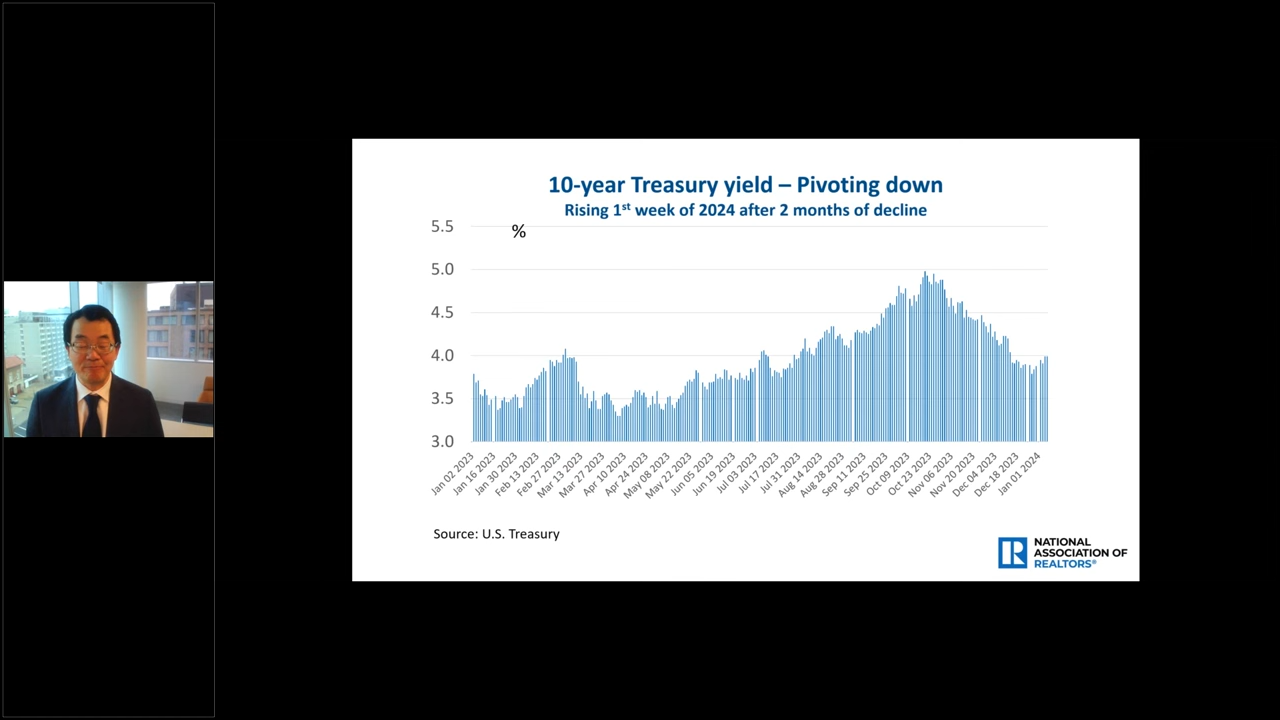 10-year Treasury yield – Pivoting down
Rising 1st week of 2024 after 2 months of decline
%
5.5
5.0
4.5
4.0
3.5
3.0
Jan 02 2023
Jan 16 2023
Jan 30 2023
Feb 13 2023
Feb 27 2023
Mar 13 2023
Mar 27 2023
Apr 10 2023
Apr 24 2023
May 08 2023
May 22 2023
Jun 05 2023
Jun 19 2023
Jul 03 2023
Jul 17 2023
Jul 31 2023
Aug 14 2023
Aug 28 2023
Sep 11 2023
Sep 25 2023
Oct 09 2023
Oct 23 2023
Nov 06 2023
Nov 20 2023
Dec 04 2023
Dec 18 2023
Jan 01 2024
Source: U.S. Treasury
NATIONAL
ASSOCIATION OF
REALTORS®